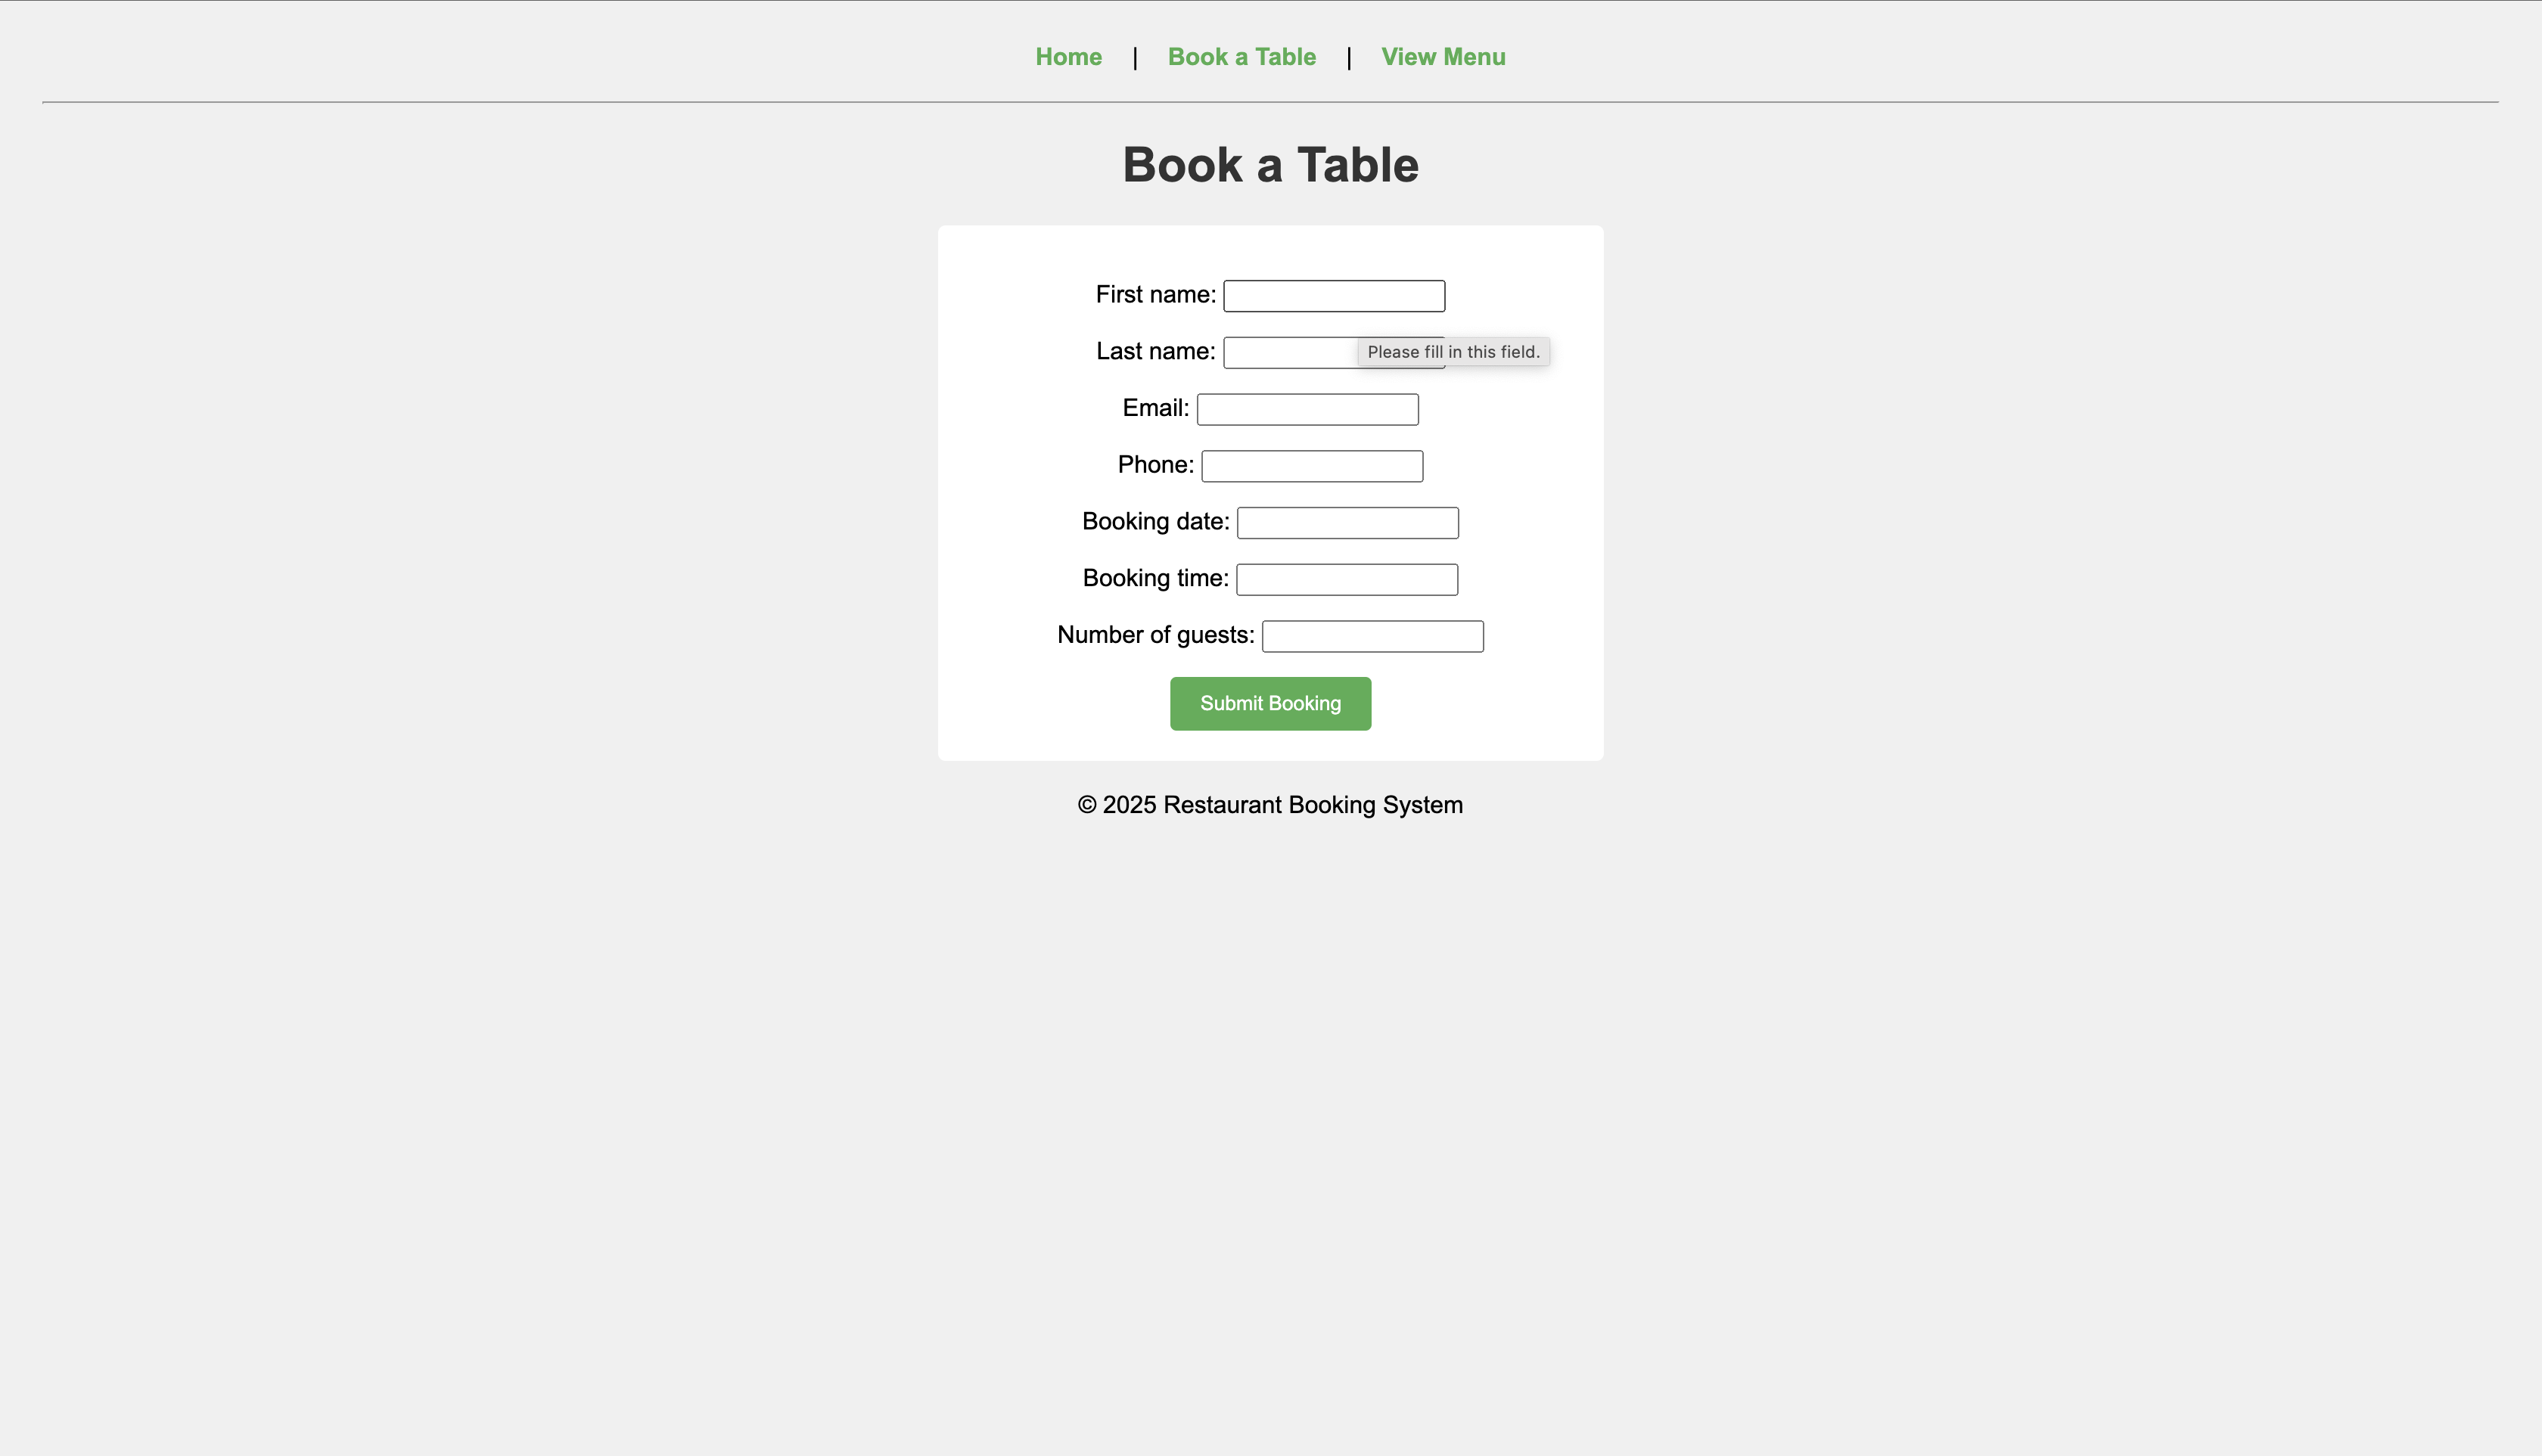 Home | Book a Table | View Menu
Book a Table
First name:
Last name:
Please fill in this field.
Email:
Phone:
Booking date:
Booking time:
Number of guests:
Submit Booking
© 2025 Restaurant Booking System